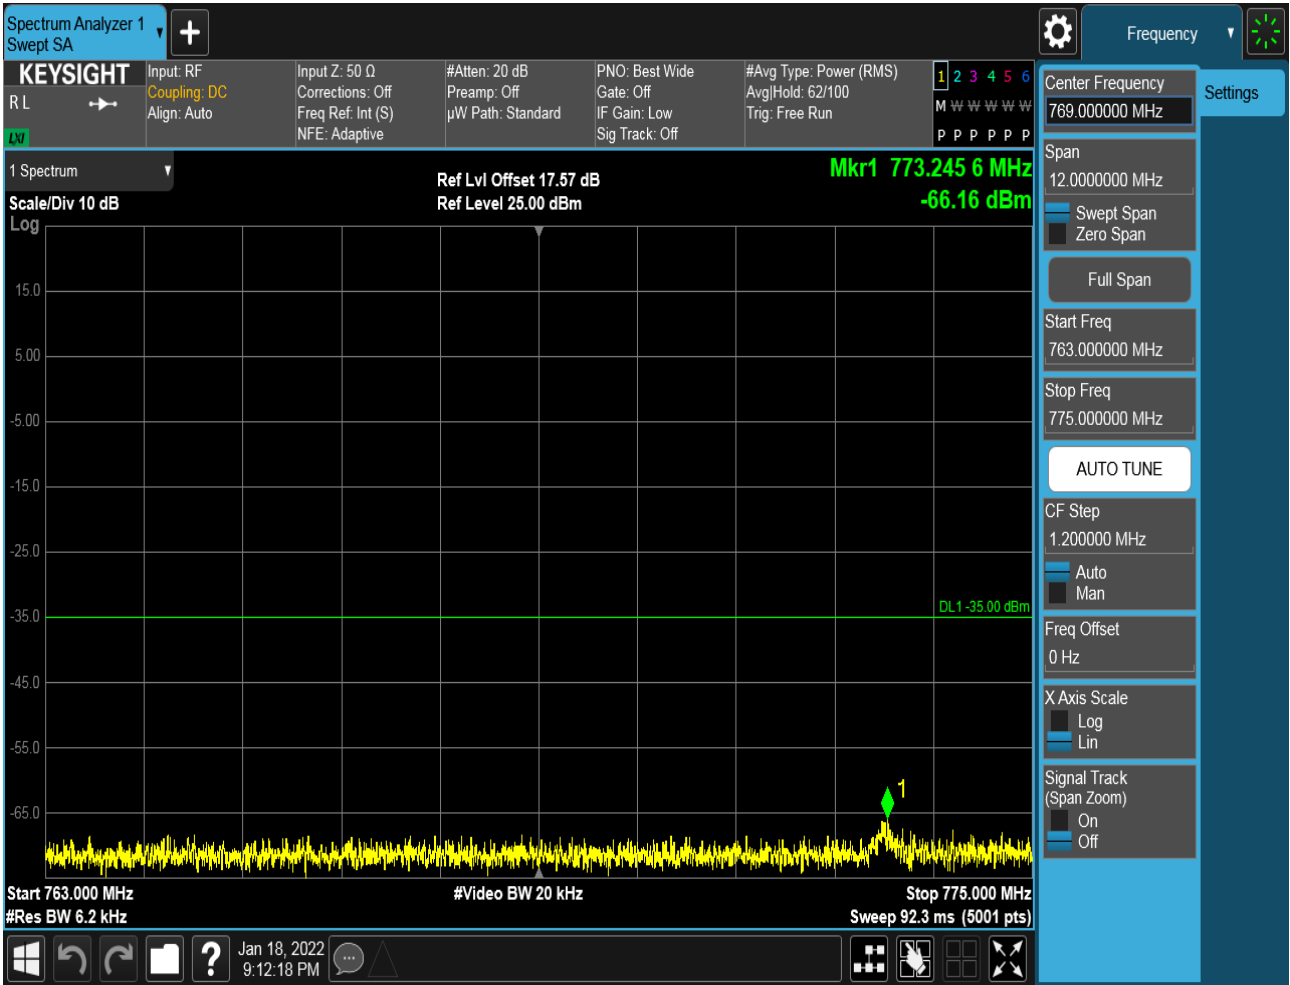 Spectrum Analyzer 1
Swept SA
Frequency
KEYSIGHT
R L
LXI
Input: RF
Coupling: DC
Align: Auto
Input Z: 50 Ω
Corrections: Off
Freq Ref: Int (S)
NFE: Adaptive
#Atten: 20 dB
Preamp: Off
µW Path: Standard
PNO: Best Wide
Gate: Off
IF Gain: Low
Sig Track: Off
#Avg Type: Power (RMS)
Avg|Hold: 62/100
Trig: Free Run
1 2 3 4 5 6
M W W W W W
P P P P P P
1 Spectrum
Scale/Div 10 dB
Log
Ref Lvl Offset 17.57 dB
Ref Level 25.00 dBm
Mkr1 773.245 6 MHz
-66.16 dBm
15.0
5.00
-5.00
-15.0
-25.0
-35.0
-45.0
-55.0
-65.0
DL1 -35.00 dBm
1
Start 763.000 MHz
#Res BW 6.2 kHz
#Video BW 20 kHz
Stop 775.000 MHz
Sweep 92.3 ms (5001 pts)
Jan 18, 2022
9:12:18 PM
Center Frequency
769.000000 MHz
Span
12.0000000 MHz
Swept Span
Zero Span
Full Span
Start Freq
763.000000 MHz
Stop Freq
775.000000 MHz
AUTO TUNE
CF Step
1.200000 MHz
Auto
Man
Freq Offset
0 Hz
X Axis Scale
Log
Lin
Signal Track
(Span Zoom)
On
Off
Settings